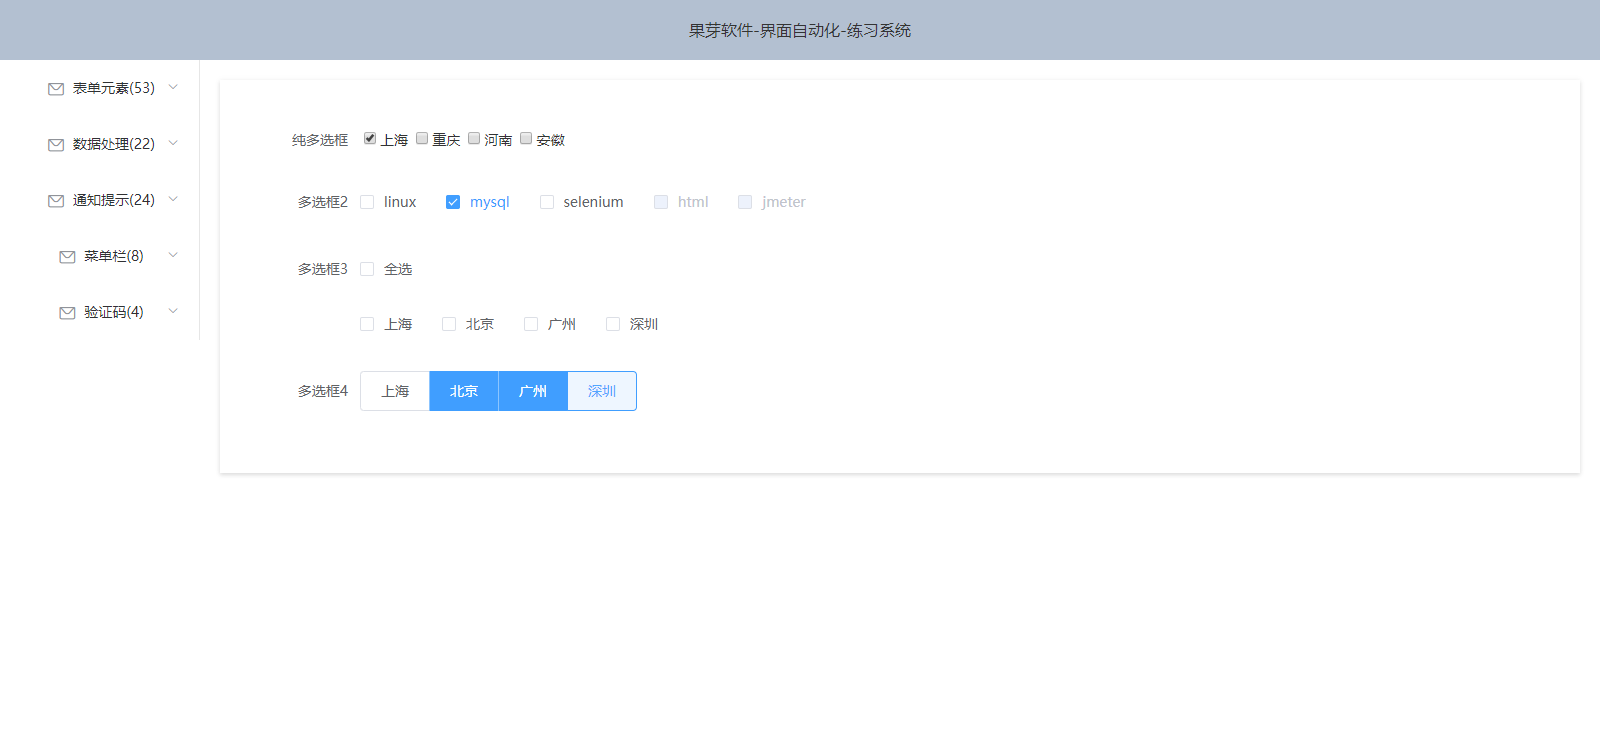 果芽软件-界面自动化-练习系统
表单元素(53)
数据处理(22)
通知提示(24)
菜单栏(8)
验证码(4)
纯多选框 上海 重庆 河南 安徽
多选框2 linux mysql selenium html jmeter
多选框3 全选
上海 北京 广州 深圳
多选框4 上海 北京 广州 深圳